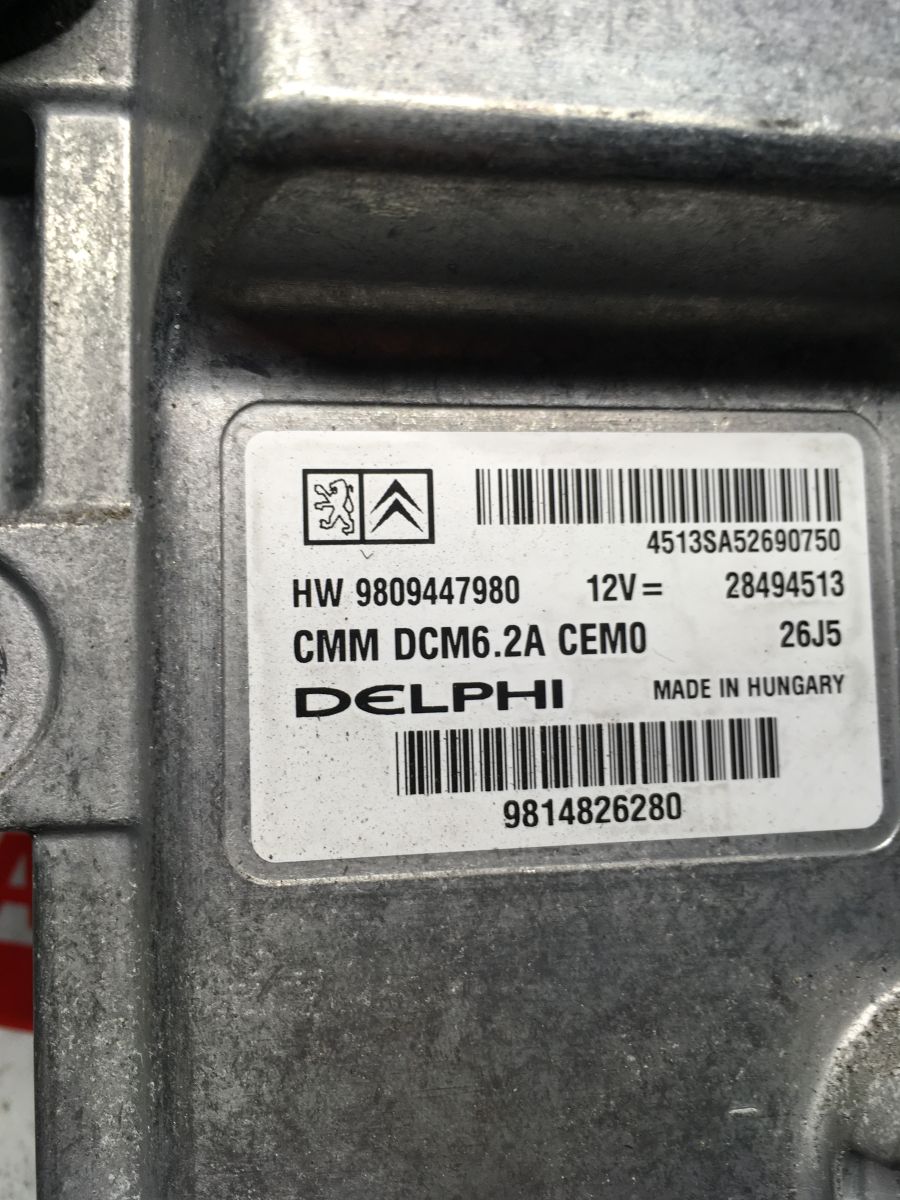 4513SA52690750
HW 9809447980 12V= 28494513
CMM DCM6.2A CEM0 26J5
DELPHI MADE IN HUNGARY
9814826280